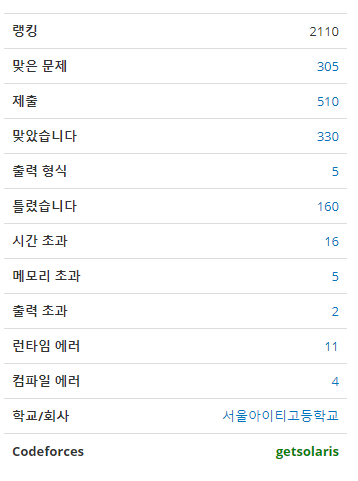 랭킹 2110
맞은 문제 305
제출 510
맞았습니다 330
출력 형식 5
틀렸습니다 160
시간 초과 16
메모리 초과 5
출력 초과 2
런타임 에러 11
컴파일 에러 4
학교/회사 서울아이티고등학교
Codeforces getsolaris